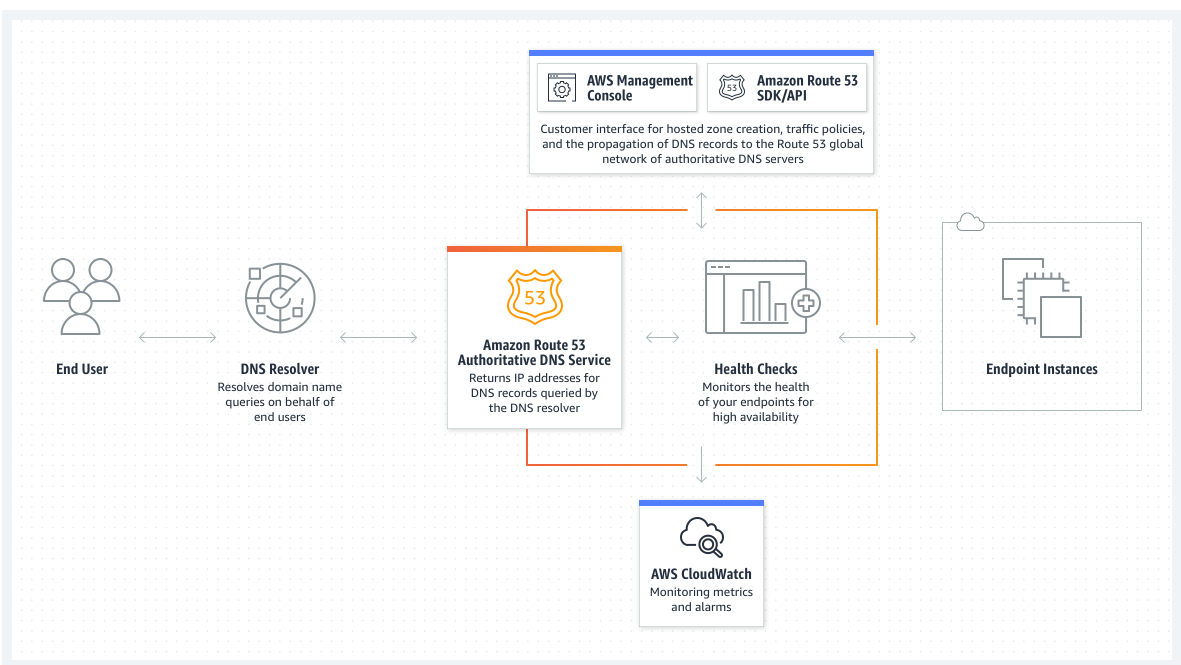 AWS Management
Console
53
Amazon Route 53
SDK/API
Customer interface for hosted zone creation, traffic policies,
and the propagation of DNS records to the Route 53 global
network of authoritative DNS servers
End User
DNS Resolver
Resolves domain name
queries on behalf of
end users
53
Amazon Route 53
Authoritative DNS Service
Returns IP addresses for
DNS records queried by
the DNS resolver
Health Checks
Monitors the health
of your endpoints for
high availability
Endpoint Instances
AWS CloudWatch
Monitoring metrics
and alarms